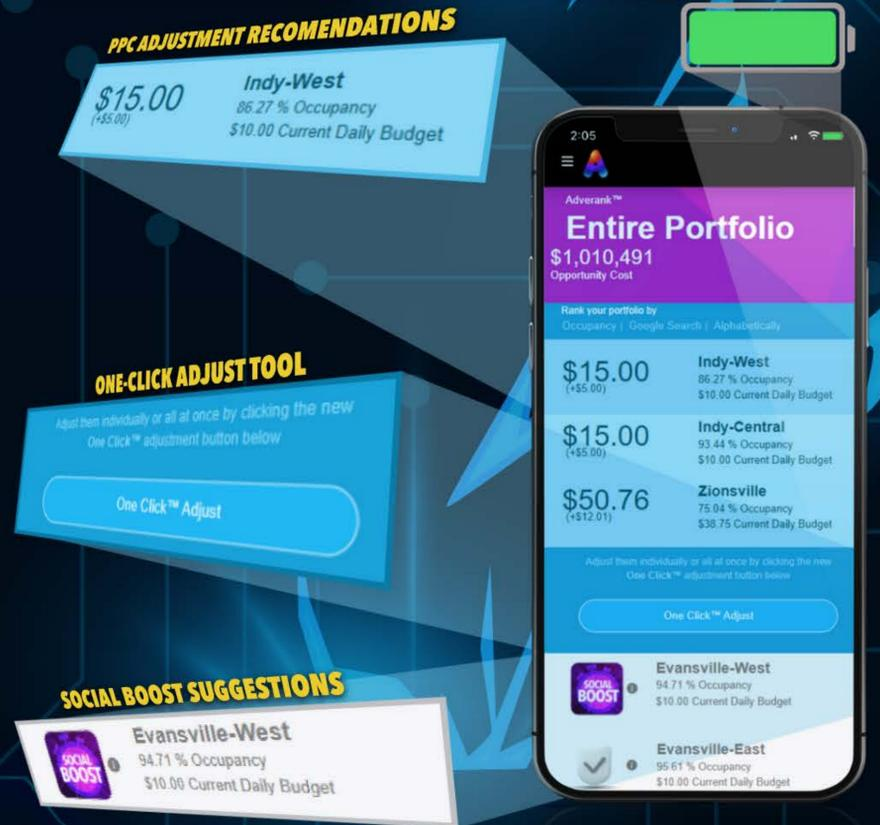 PPC ADJUSTMENT RECOMENDATIONS
$15.00
(+$5.00)
Indy-West
86.27 % Occupancy
$10.00 Current Daily Budget
ONE-CLICK ADJUST TOOL
Adjust them individually or all at once by clicking the new
One Click™ adjustment button below
One Click™ Adjust
SOCIAL BOOST SUGGESTIONS
SOCIAL
BOOST
Evansville-West
94.71 % Occupancy
$10.00 Current Daily Budget
2:05
Adverank™
Entire Portfolio
$1,010,491
Opportunity Cost
Rank your portfolio by
Occupancy | Google Search | Alphabetically
$15.00
(+$5.00)
Indy-West
86.27 % Occupancy
$10.00 Current Daily Budget
$15.00
(+$5.00)
Indy-Central
93.44 % Occupancy
$10.00 Current Daily Budget
$50.76
(+$12.01)
Zionsville
75.04 % Occupancy
$38.75 Current Daily Budget
Adjust them individually or all at once by clicking the new
One Click™ adjustment button below
One Click™ Adjust
SOCIAL
BOOST
Evansville-West
94.71 % Occupancy
$10.00 Current Daily Budget
Evansville-East
95.61 % Occupancy
$10.00 Current Daily Budget